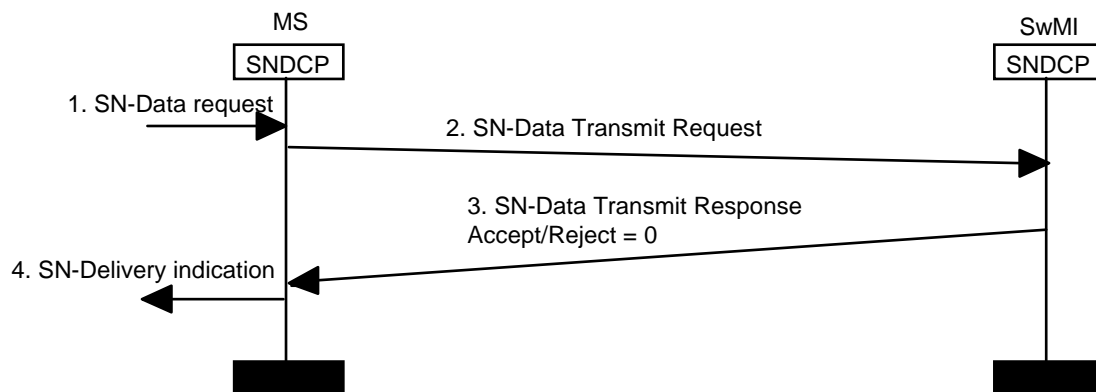 MS
SwMI
SNDCP
SNDCP
1. SN-Data request
2. SN-Data Transmit Request
3. SN-Data Transmit Response
Accept/Reject = 0
4. SN-Delivery indication